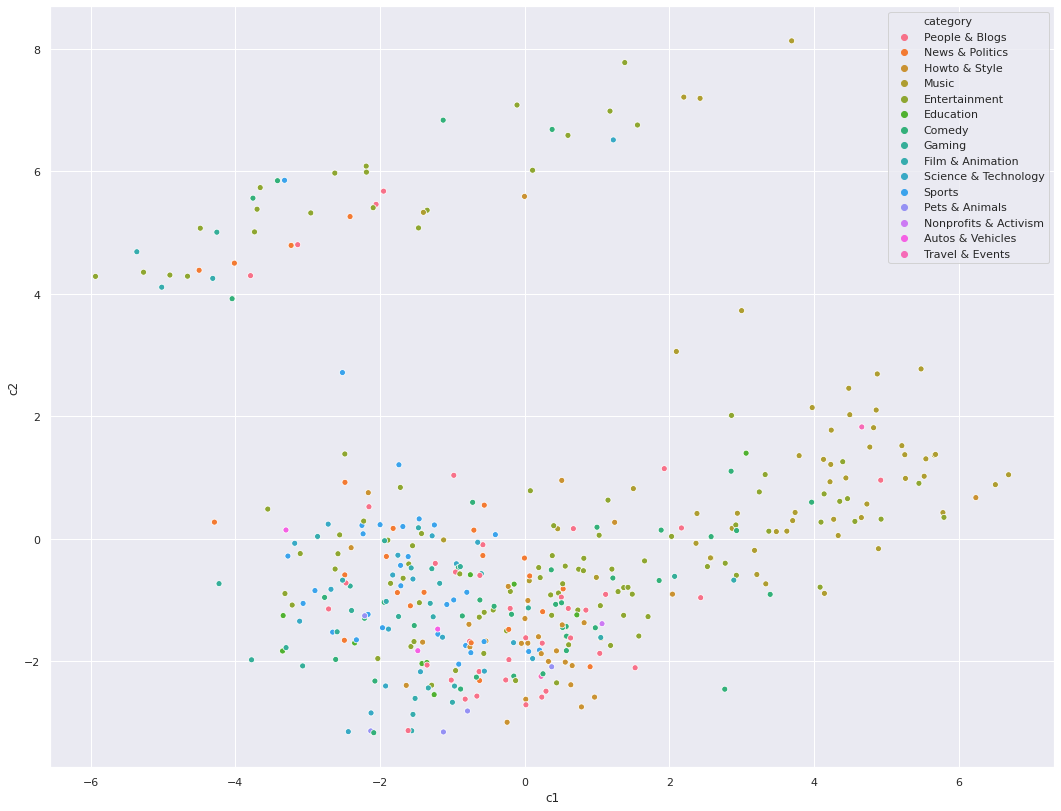 category
People & Blogs
News & Politics
Howto & Style
Music
Entertainment
Education
Comedy
Gaming
Film & Animation
Science & Technology
Sports
Pets & Animals
Nonprofits & Activism
Autos & Vehicles
Travel & Events
8
6
4
2
0
−2
c2
−6 −4 −2 0 2 4 6
c1